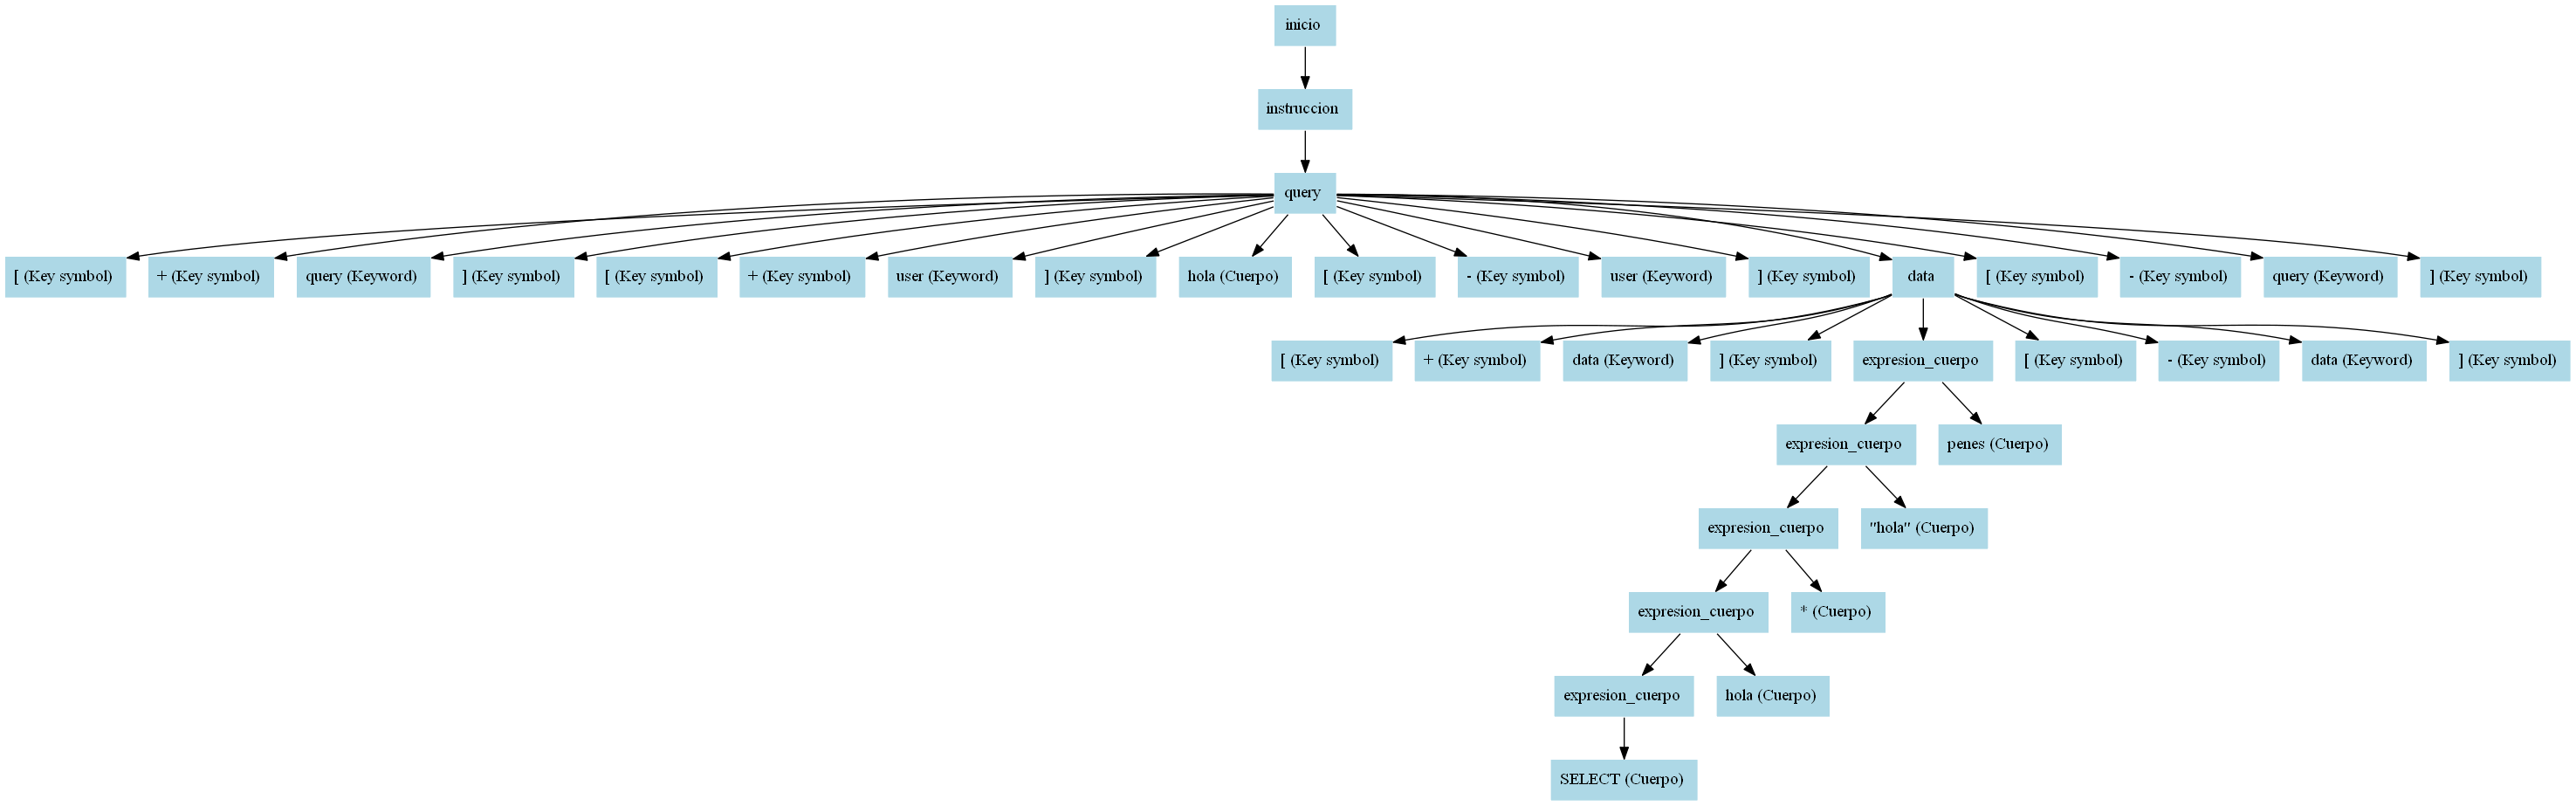 inicio
instruccion
query
[ (Key symbol)
+ (Key symbol)
query (Keyword)
] (Key symbol)
[ (Key symbol)
+ (Key symbol)
user (Keyword)
] (Key symbol)
hola (Cuerpo)
[ (Key symbol)
- (Key symbol)
user (Keyword)
] (Key symbol)
data
[ (Key symbol)
- (Key symbol)
query (Keyword)
] (Key symbol)
[ (Key symbol)
+ (Key symbol)
data (Keyword)
] (Key symbol)
expresion_cuerpo
[ (Key symbol)
- (Key symbol)
data (Keyword)
] (Key symbol)
expresion_cuerpo
penes (Cuerpo)
expresion_cuerpo
"hola" (Cuerpo)
expresion_cuerpo
* (Cuerpo)
expresion_cuerpo
hola (Cuerpo)
SELECT (Cuerpo)